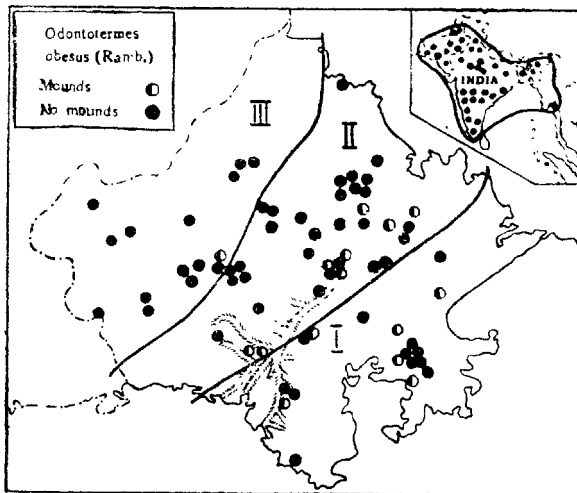 Odontotermes
obesus (Ramb.)
Mounds
No mounds
III
II
I
INDIA